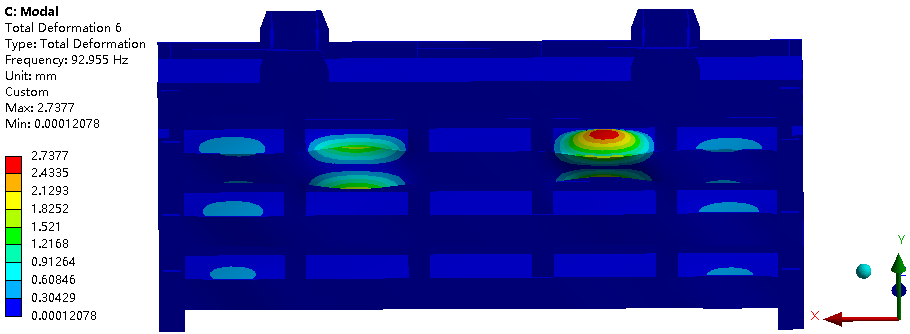 C: Modal
Total Deformation 6
Type: Total Deformation
Frequency: 92.955 Hz
Unit: mm
Custom
Max: 2.7377
Min: 0.00012078
2.7377
2.4335
2.1293
1.8252
1.521
1.2168
0.91264
0.60846
0.30429
0.00012078
Y
X